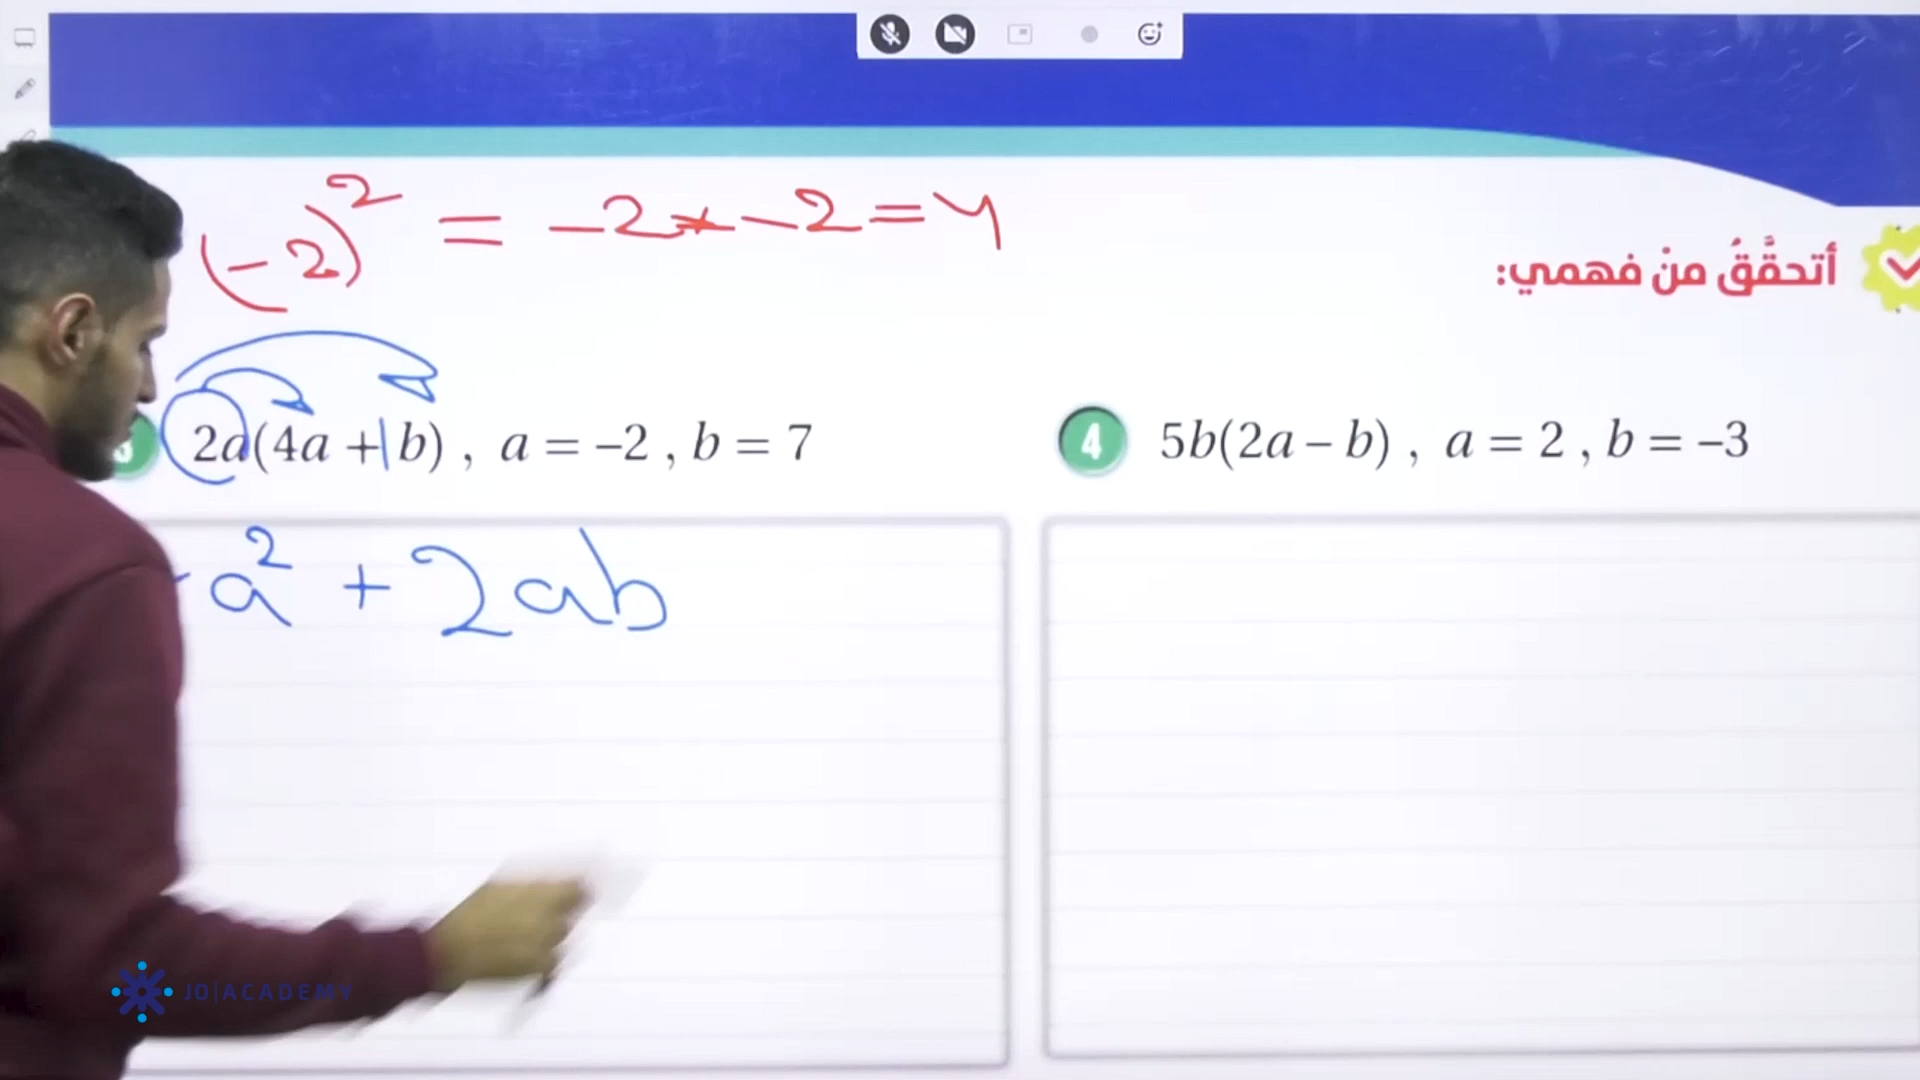 (-2)² = -2 * -2 = 4
أتحقَّقُ من فهمي:
2a(4a + b) , a = –2 , b = 7
4 5b(2a – b) , a = 2 , b = –3
a² + 2ab
JO|ACADEMY